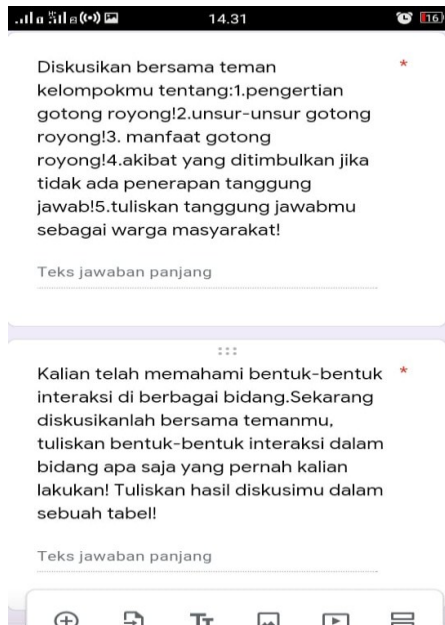 14.31
16
Diskusikan bersama teman *
kelompokmu tentang:1.pengertian
gotong royong!2.unsur-unsur gotong
royong!3. manfaat gotong
royong!4.akibat yang ditimbulkan jika
tidak ada penerapan tanggung
jawab!5.tuliskan tanggung jawabmu
sebagai warga masyarakat!
Teks jawaban panjang
Kalian telah memahami bentuk-bentuk *
interaksi di berbagai bidang.Sekarang
diskusikanlah bersama temanmu,
tuliskan bentuk-bentuk interaksi dalam
bidang apa saja yang pernah kalian
lakukan! Tuliskan hasil diskusimu dalam
sebuah tabel!
Teks jawaban panjang
Tт